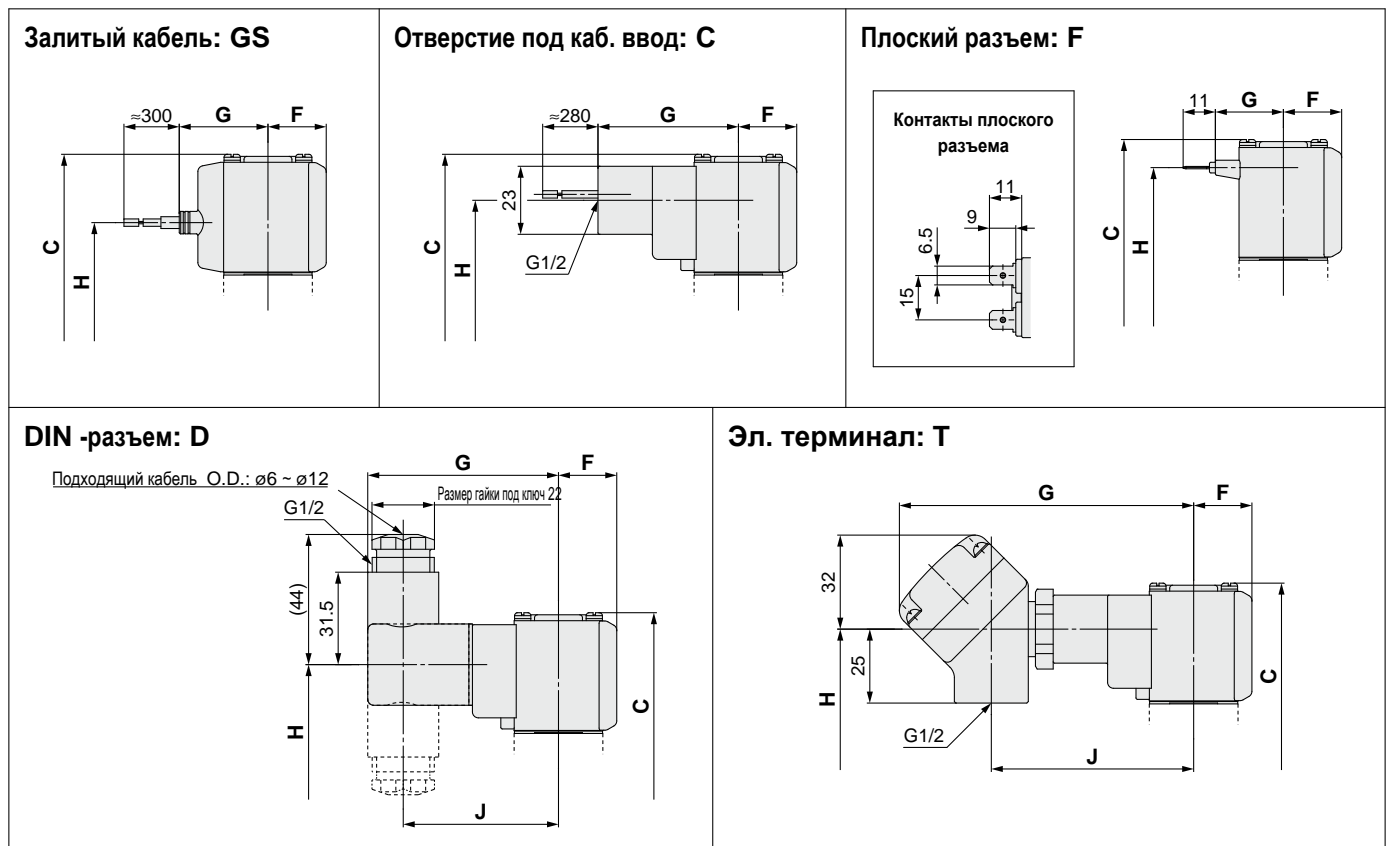 Залитый кабель: GS
≈300
G
F
C
H
Отверстие под каб. ввод: C
≈280
G
F
23
C
H
G1/2
Плоский разъем: F
Контакты плоского
разъема
11
9
6.5
15
11
G
F
C
H
DIN -разъем: D
Подходящий кабель O.D.: ø6 ~ ø12
G
F
Размер гайки под ключ 22
G1/2
(44)
31.5
H
C
J
Эл. терминал: T
G
F
32
25
H
C
G1/2
J